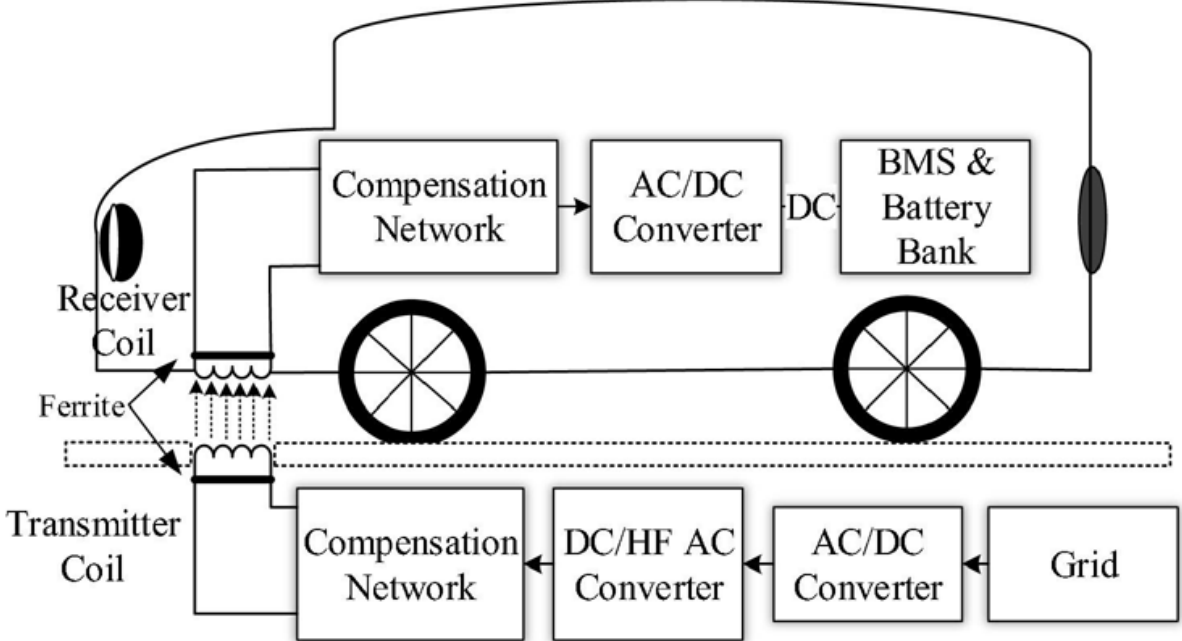 Compensation
Network
AC/DC
Converter
DC
BMS &
Battery
Bank
Receiver
Coil
Ferrite
Transmitter
Coil
Compensation
Network
DC/HF AC
Converter
AC/DC
Converter
Grid